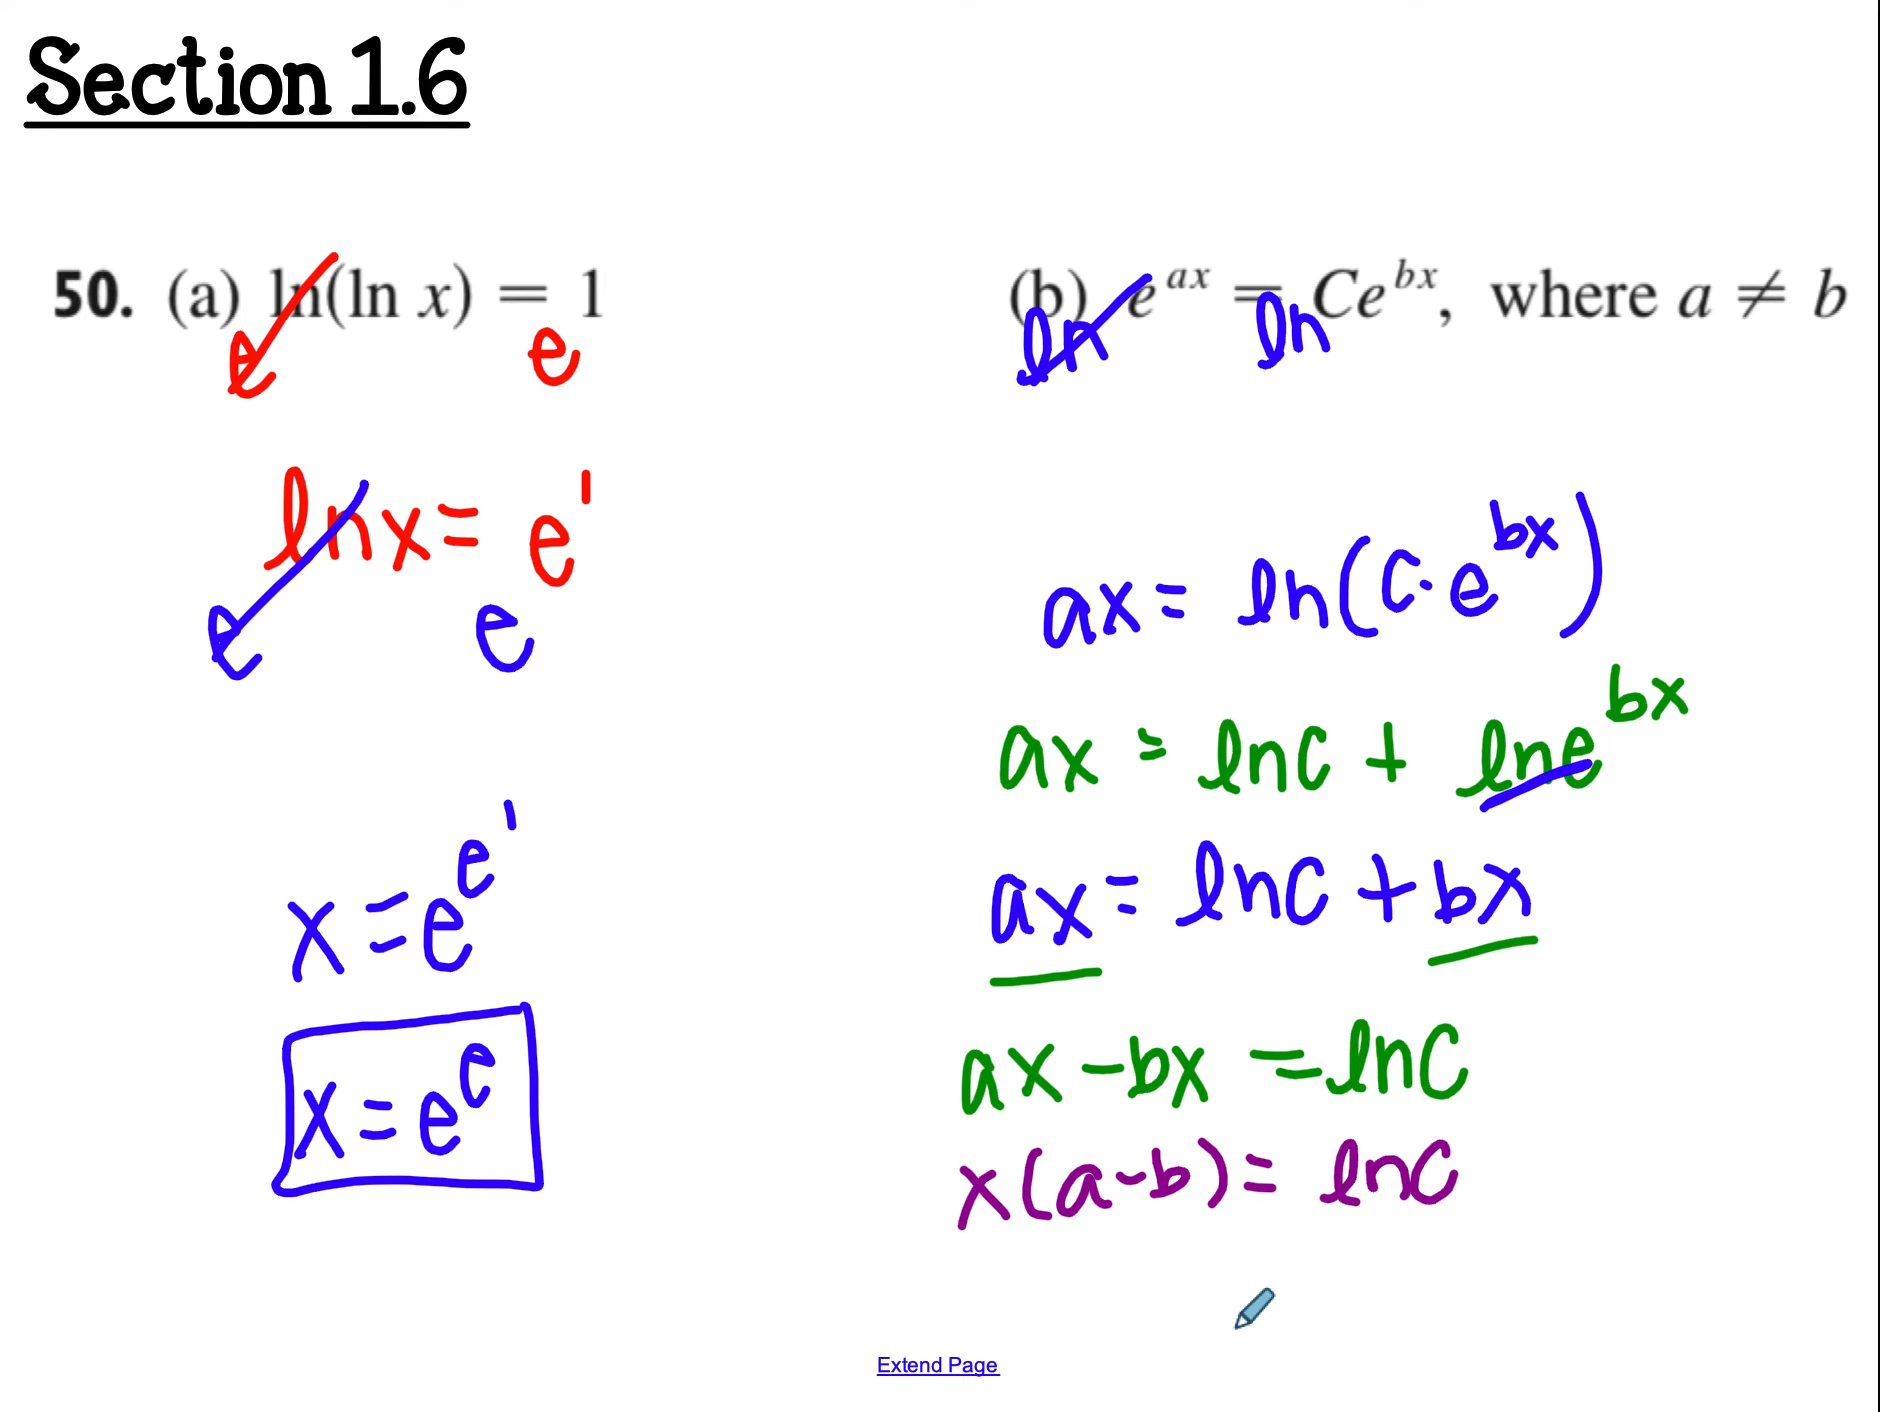 Section 1.6
50. (a) ln(ln x) = 1
e e
ln x = e^1
e e
x = e^e^1
x = e^e
(b) e^ax = Ce^bx, where a ≠ b
ln ln
ax = ln(C·e^bx)
ax = lnC + lne^bx
ax = lnC + bx
ax - bx = lnC
x(a-b) = lnC
Extend Page